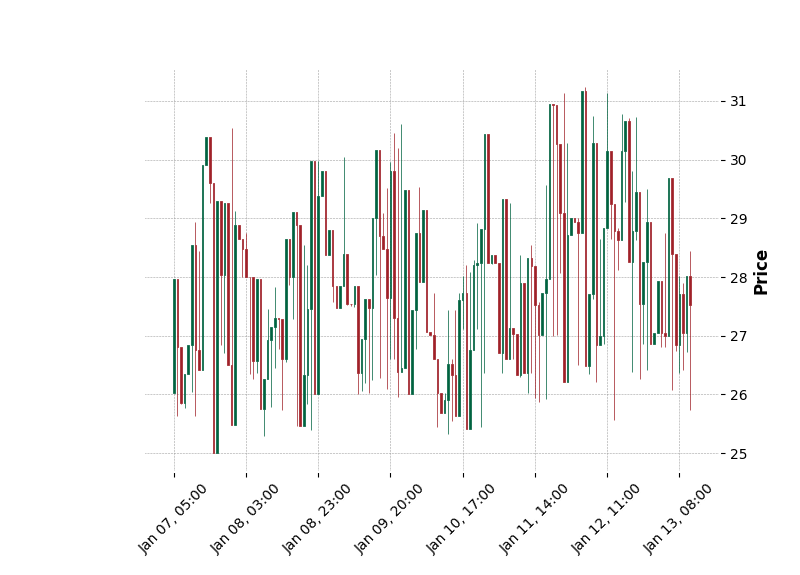 31
30
29
28
27
26
25
Price
Jan 07, 05:00
Jan 08, 03:00
Jan 08, 23:00
Jan 09, 20:00
Jan 10, 17:00
Jan 11, 14:00
Jan 12, 11:00
Jan 13, 08:00